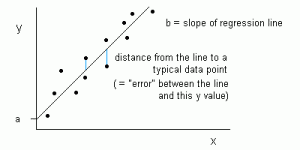 y
b = slope of regression line
distance from the line to a
typical data point
( = "error" between the line
and this y value)
a
x